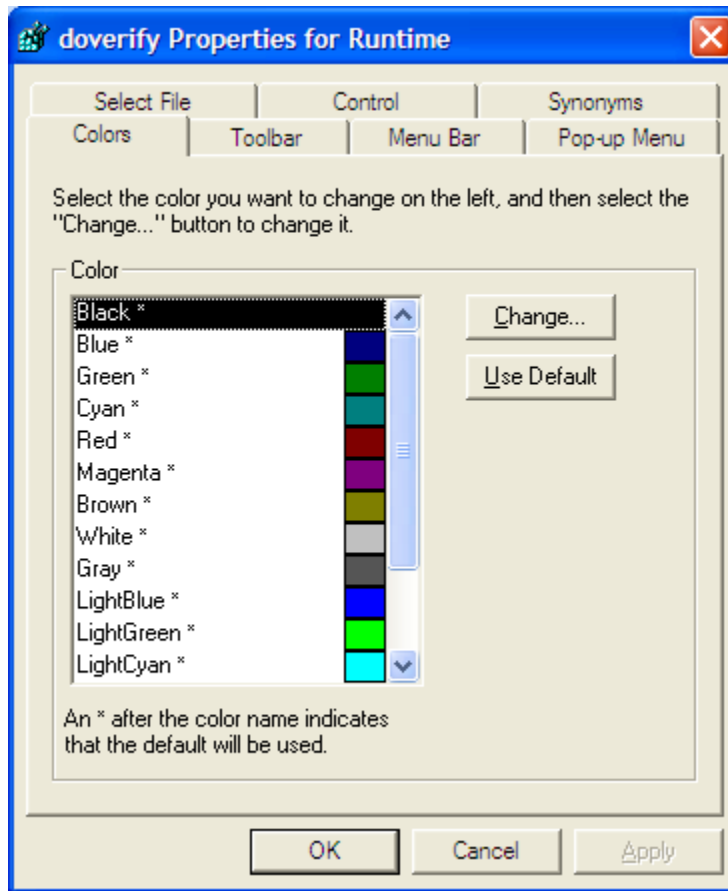 doverify Properties for Runtime
Select File
Control
Synonyms
Colors
Toolbar
Menu Bar
Pop-up Menu
Select the color you want to change on the left, and then select the
"Change..." button to change it.
Color
Black *
Blue *
Green *
Cyan *
Red *
Magenta *
Brown *
White *
Gray *
LightBlue *
LightGreen *
LightCyan *
Change...
Use Default
An * after the color name indicates
that the default will be used.
OK
Cancel
Apply